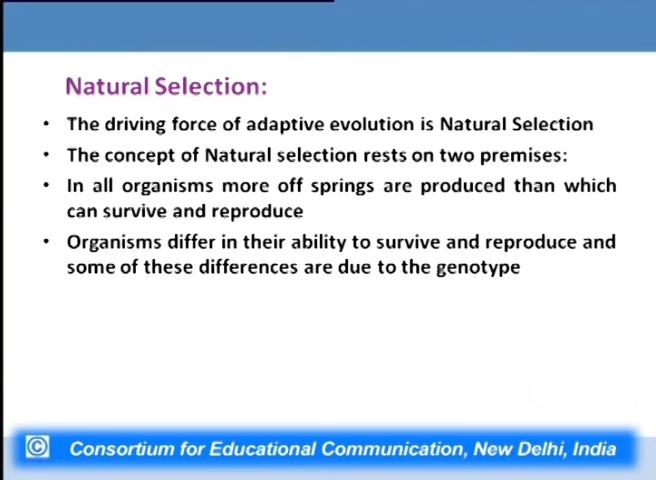 Natural Selection:
• The driving force of adaptive evolution is Natural Selection
• The concept of Natural selection rests on two premises:
• In all organisms more off springs are produced than which
can survive and reproduce
• Organisms differ in their ability to survive and reproduce and
some of these differences are due to the genotype
© Consortium for Educational Communication, New Delhi, India